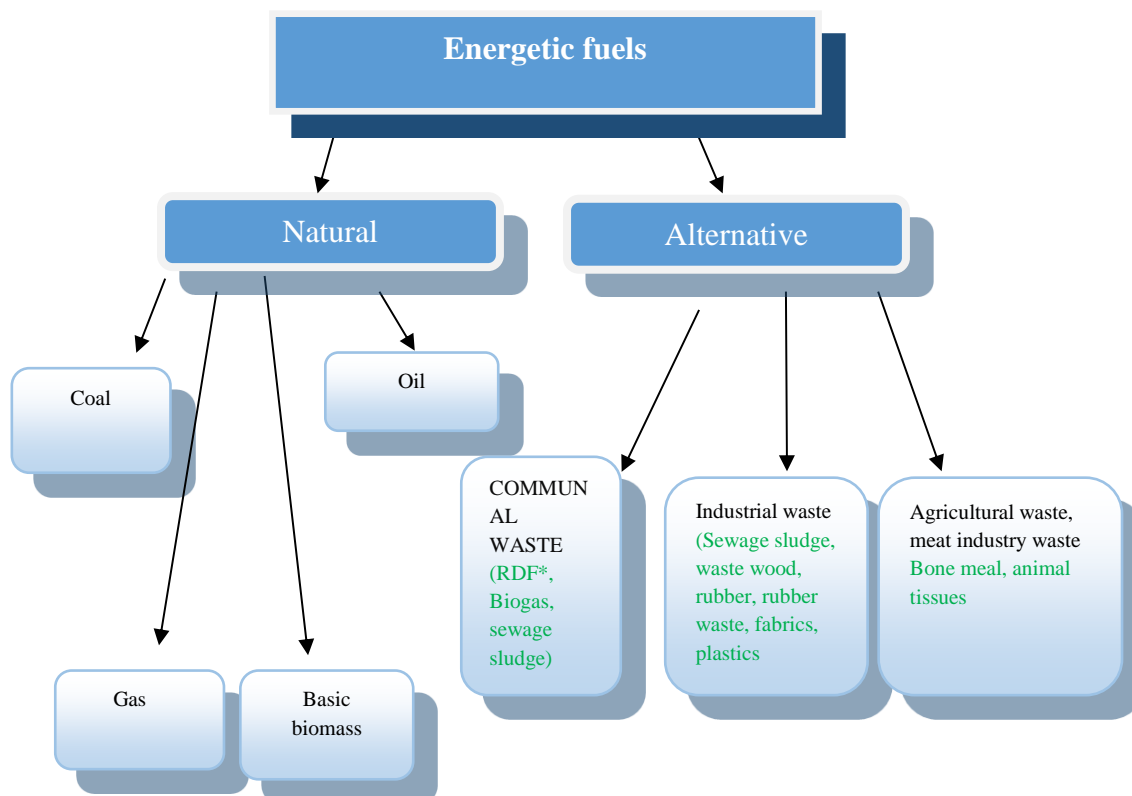 Energetic fuels
Natural
Alternative
Coal
Oil
COMMUN
AL
WASTE
(RDF*,
Biogas,
sewage
sludge)
Industrial waste
(Sewage sludge,
waste wood,
rubber, rubber
waste, fabrics,
plastics
Agricultural waste,
meat industry waste
Bone meal, animal
tissues
Gas
Basic
biomass